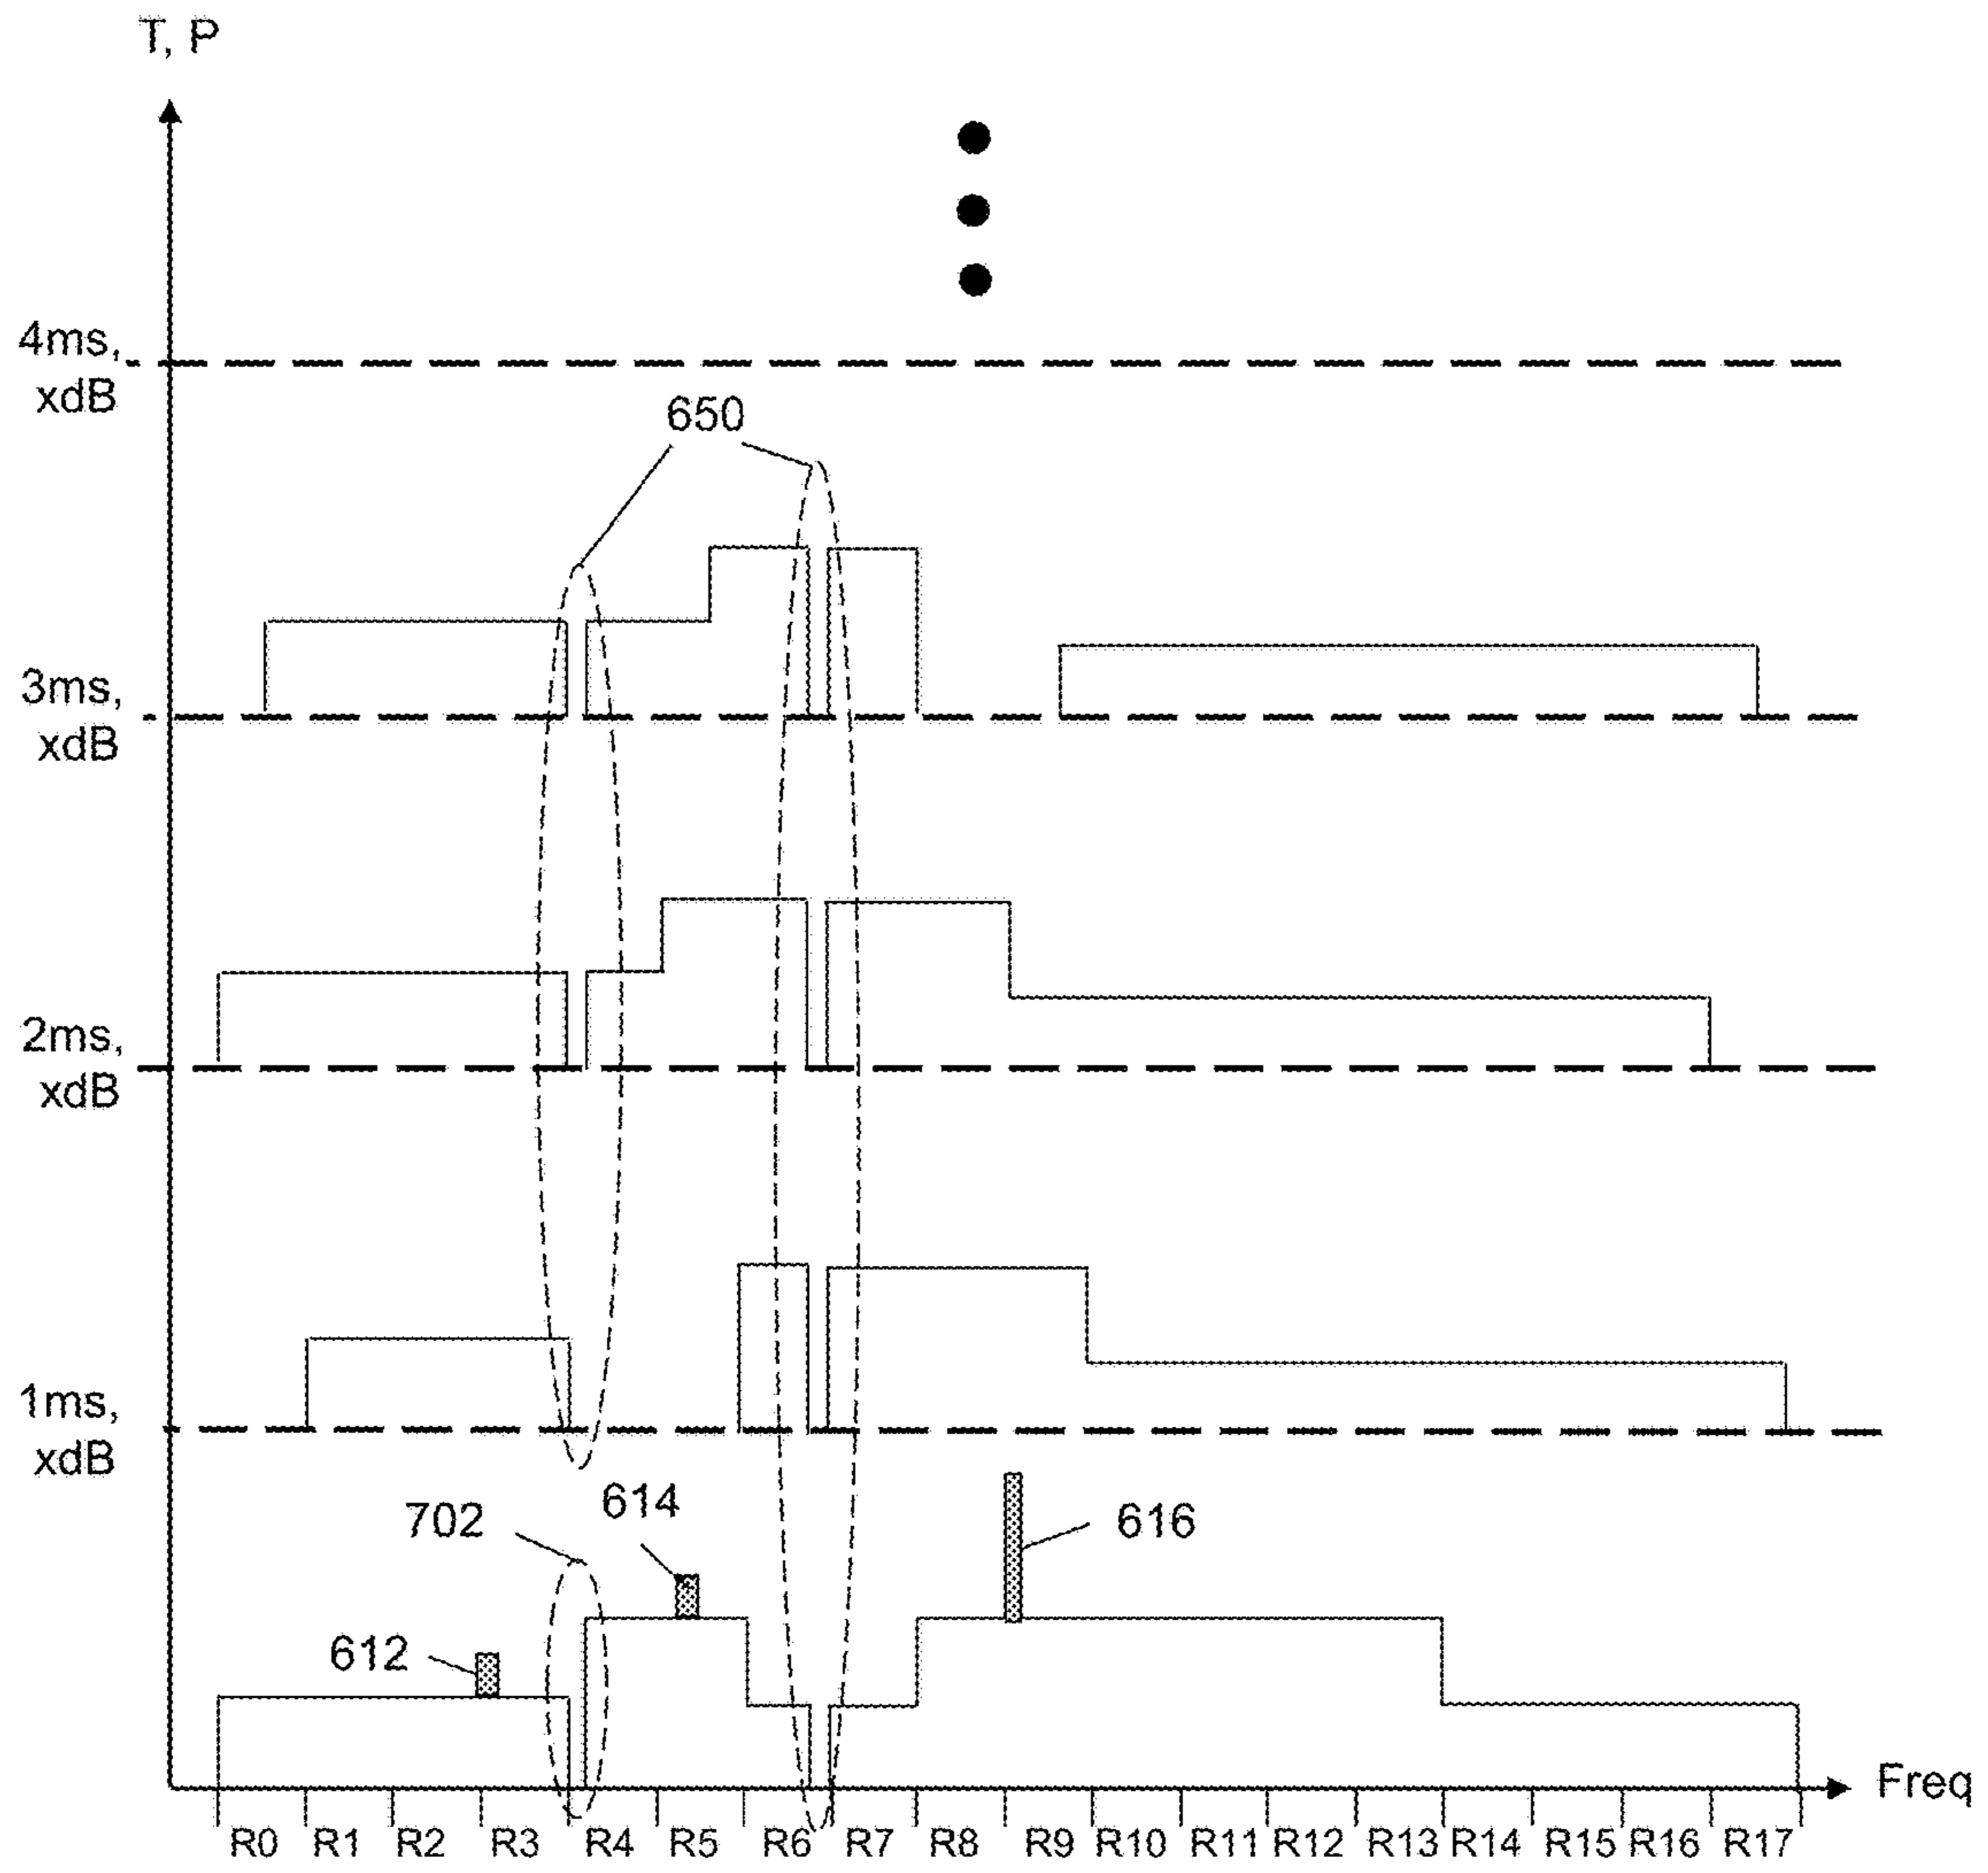 T, P
4ms,
xdB
650
3ms,
xdB
2ms,
xdB
1ms,
xdB
702
614
616
612
Freq
R0 R1 R2 R3 R4 R5 R6 R7 R8 R9 R10 R11 R12 R13 R14 R15 R16 R17